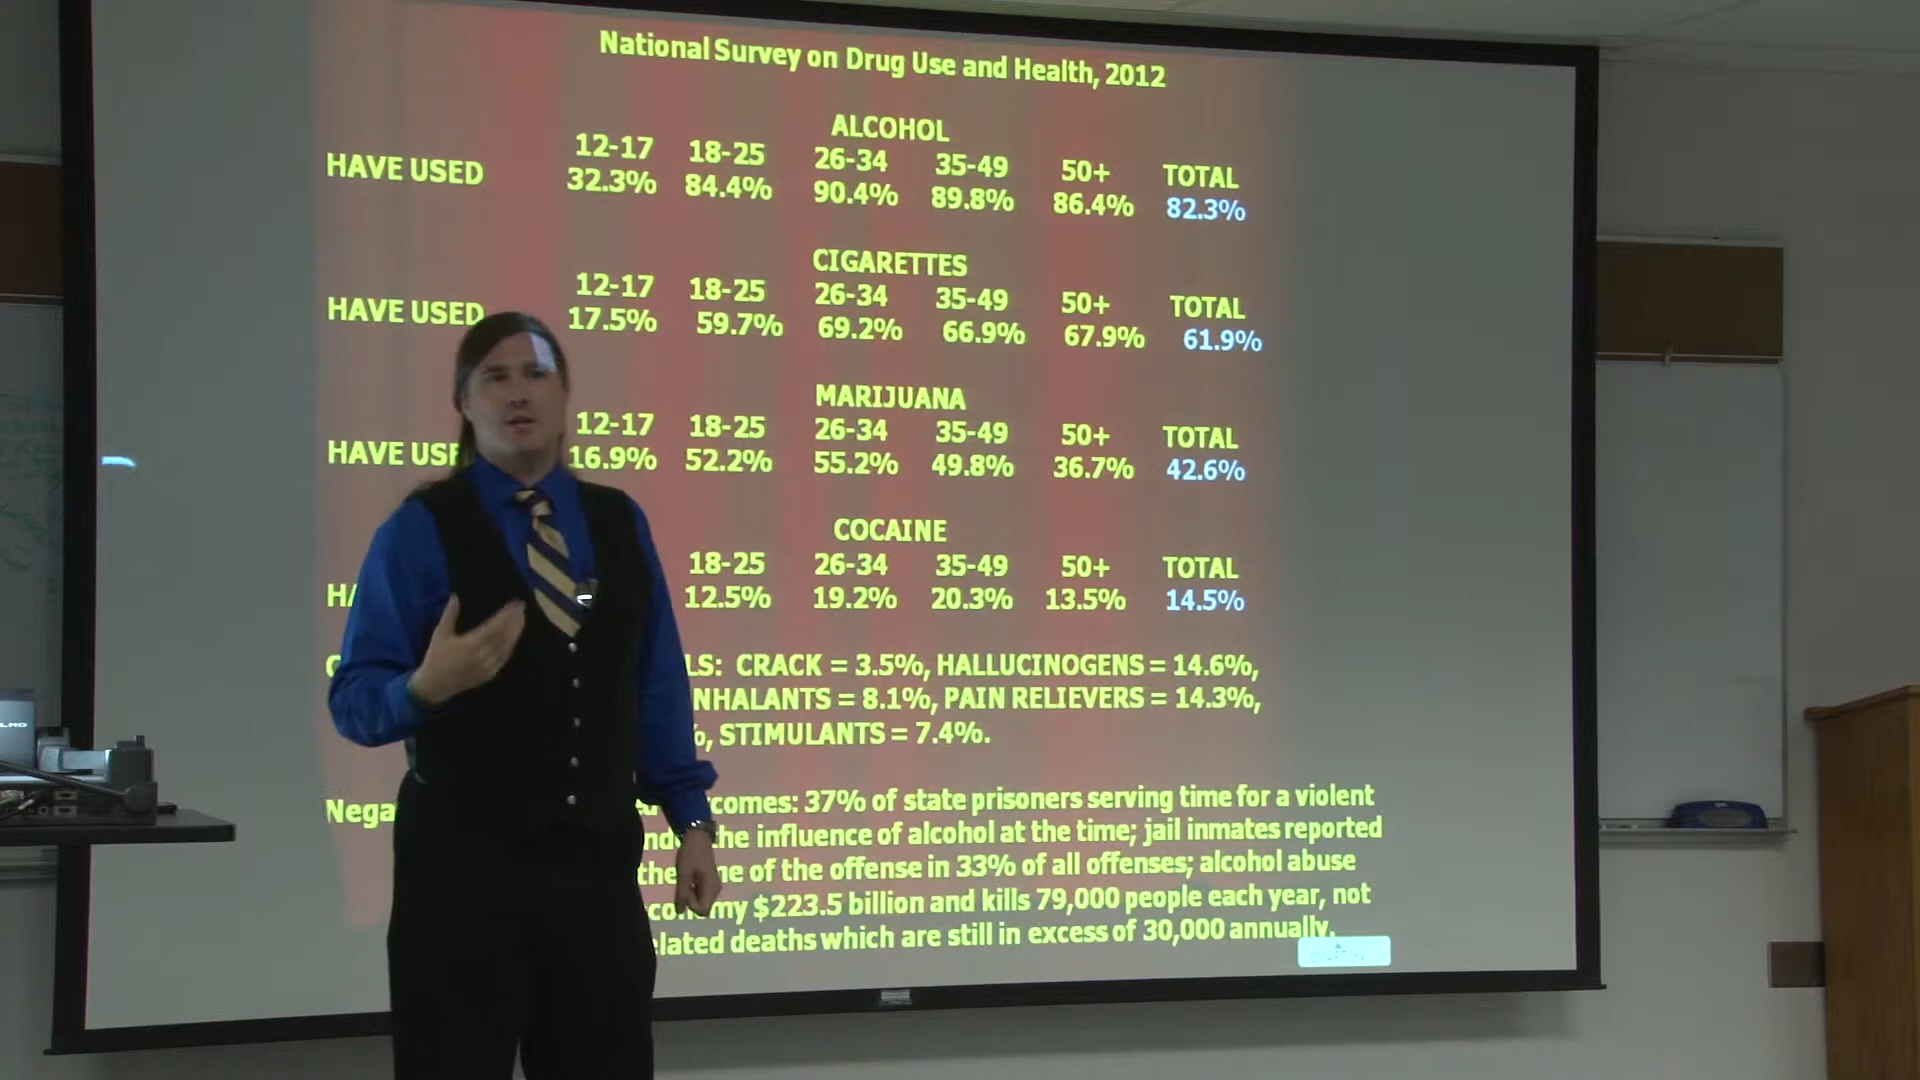 National Survey on Drug Use and Health, 2012
ALCOHOL
12-17 18-25 26-34 35-49 50+ TOTAL
HAVE USED 32.3% 84.4% 90.4% 89.8% 86.4% 82.3%
CIGARETTES
12-17 18-25 26-34 35-49 50+ TOTAL
HAVE USED 17.5% 59.7% 69.2% 66.9% 67.9% 61.9%
MARIJUANA
12-17 18-25 26-34 35-49 50+ TOTAL
HAVE 16.9% 52.2% 55.2% 49.8% 36.7% 42.6%
COCAINE
18-25 26-34 35-49 50+ TOTAL
12.5% 19.2% 20.3% 13.5% 14.5%
CRACK = 3.5%, HALLUCINOGENS = 14.6%,
NHALANTS = 8.1%, PAIN RELIEVERS = 14.3%,
%, STIMULANTS = 7.4%.
Nega comes: 37% of state prisoners serving time for a violent
the influence of alcohol at the time; jail inmates reported
the of the offense in 33% of all offenses; alcohol abuse
my $223.5 billion and kills 79,000 people each year, not
elated deaths which are still in excess of 30,000 annually.